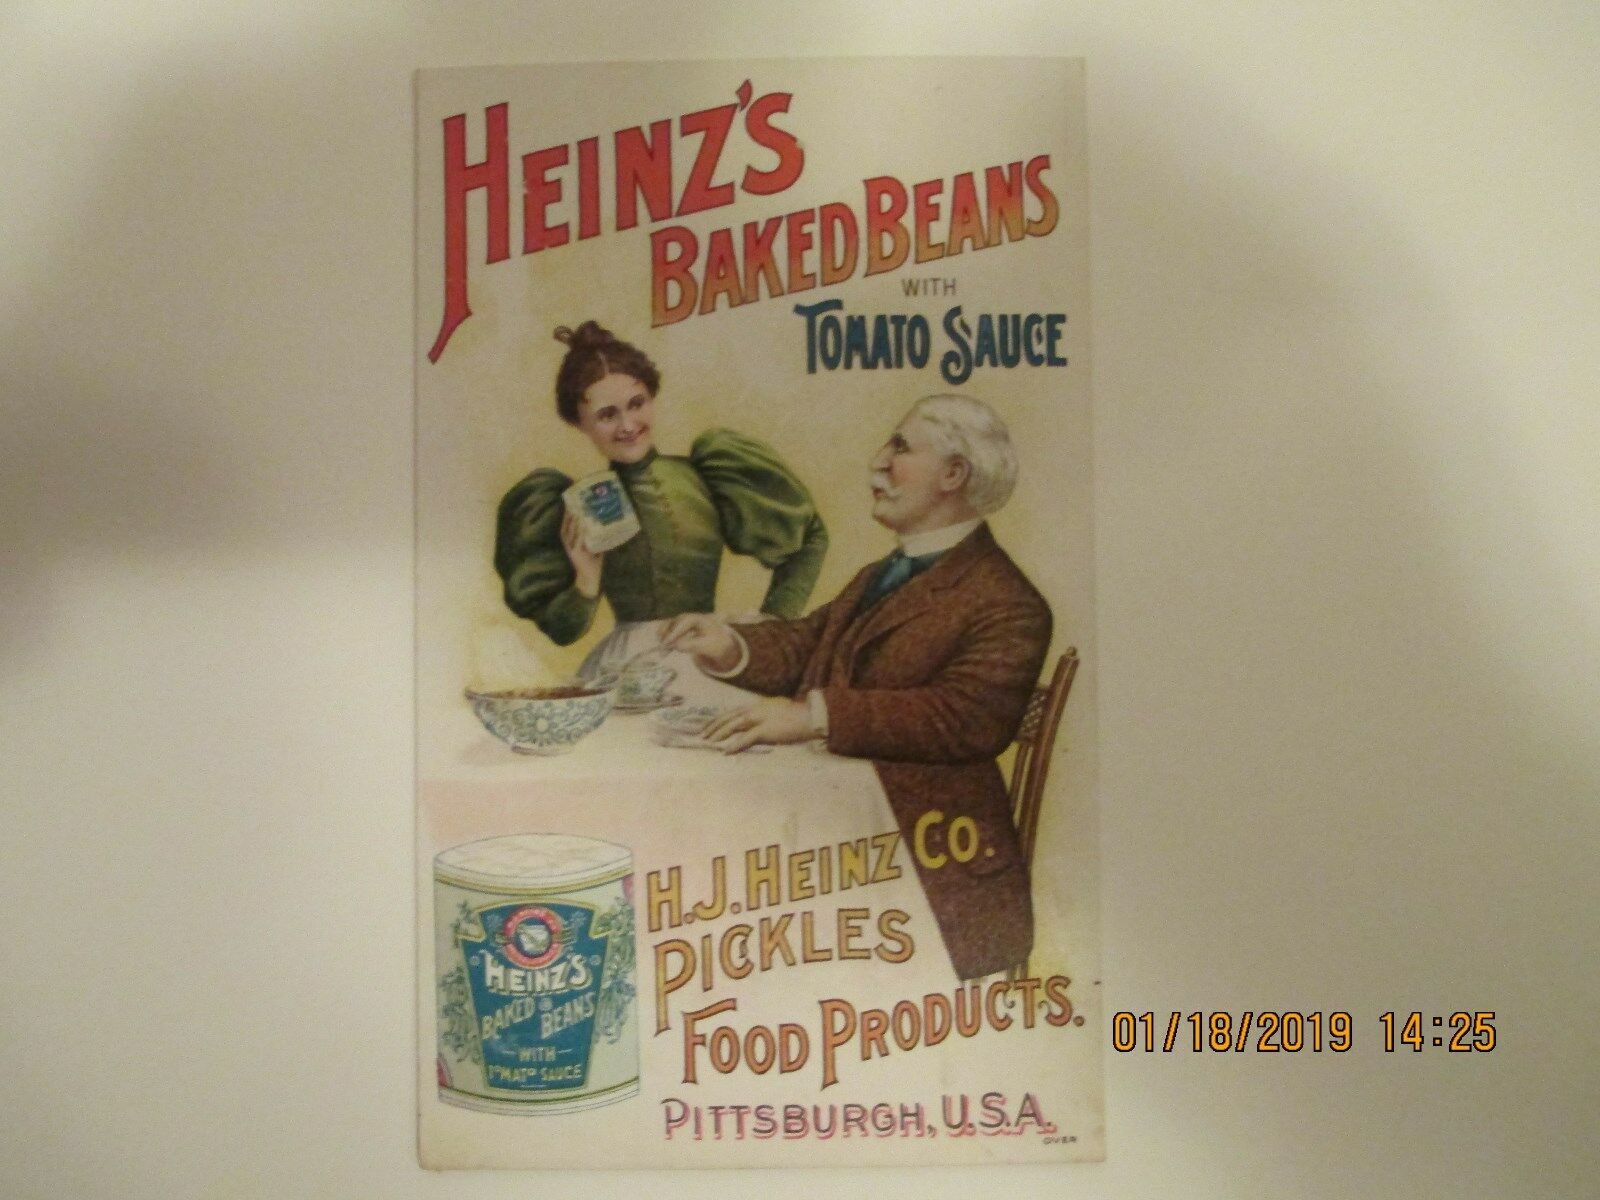 HEINZ'S
BAKED BEANS
WITH
TOMATO SAUCE
H.J. HEINZ CO.
PICKLES
FOOD PRODUCTS.
PITTSBURGH, U.S.A.
OVER
HEINZ'S
BAKED BEANS
WITH
TOMATO SAUCE
01/18/2019 14:25